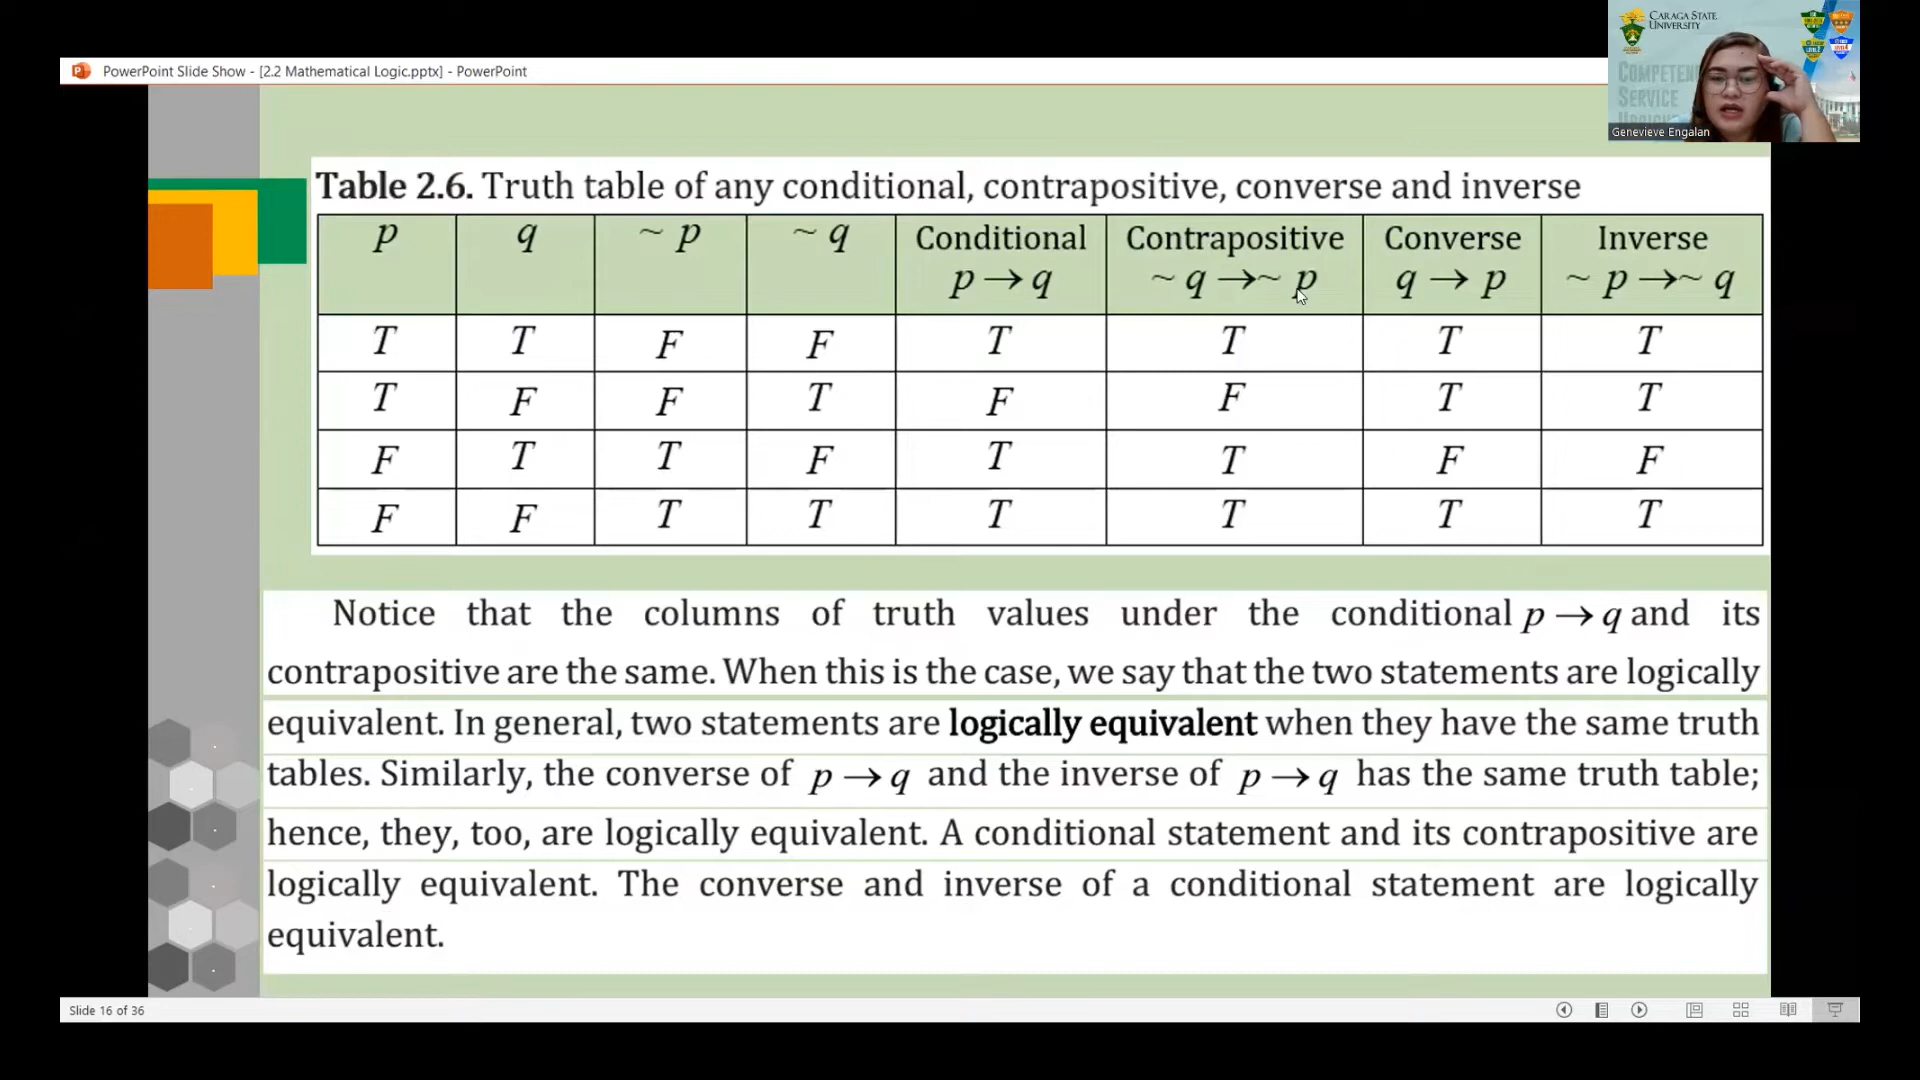 CARAGA STATE
UNIVERSITY
COMPETEN
SERVICE
Genevieve Engalan
PowerPoint Slide Show - [2.2 Mathematical Logic.pptx] - PowerPoint
Table 2.6. Truth table of any conditional, contrapositive, converse and inverse
p q ~ p ~ q Conditional Contrapositive Converse Inverse
p → q ~ q →~ p q → p ~ p →~ q
T T F F T T T T
T F F T F F T T
F T T F T T F F
F F T T T T T T
Notice that the columns of truth values under the conditional p → q and its
contrapositive are the same. When this is the case, we say that the two statements are logically
equivalent. In general, two statements are logically equivalent when they have the same truth
tables. Similarly, the converse of p → q and the inverse of p → q has the same truth table;
hence, they, too, are logically equivalent. A conditional statement and its contrapositive are
logically equivalent. The converse and inverse of a conditional statement are logically
equivalent.
Slide 16 of 36